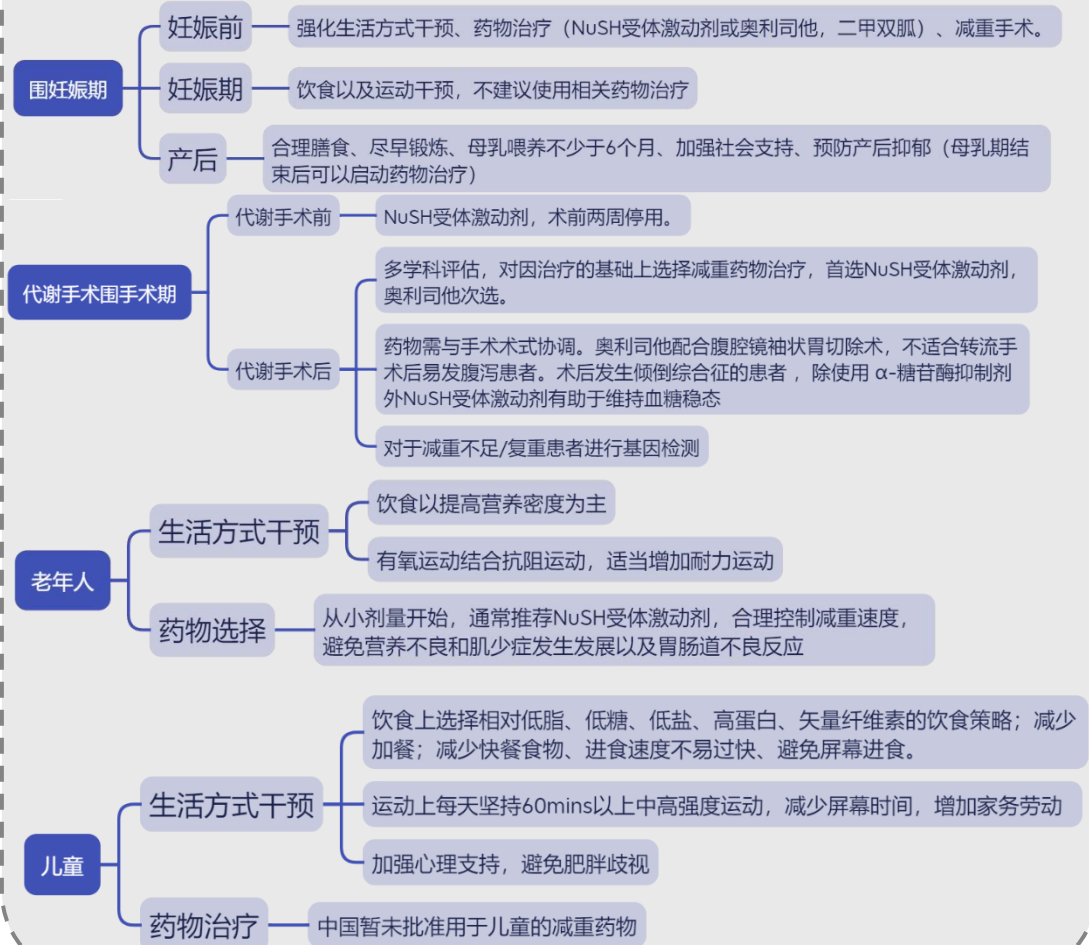 围妊娠期
妊娠前
强化生活方式干预、药物治疗（NuSH受体激动剂或奥利司他，二甲双胍）、减重手术。
妊娠期
饮食以及运动干预，不建议使用相关药物治疗
产后
合理膳食、尽早锻炼、母乳喂养不少于6个月、加强社会支持、预防产后抑郁（母乳期结
束后可以启动药物治疗）
代谢手术围手术期
代谢手术前
NuSH受体激动剂，术前两周停用。
代谢手术后
多学科评估，对因治疗的基础上选择减重药物治疗，首选NuSH受体激动剂，
奥利司他次选。
药物需与手术术式协调。奥利司他配合腹腔镜袖状胃切除术，不适合转流手
术后易发腹泻患者。术后发生倾倒综合征的患者 ，除使用 α-糖苷酶抑制剂
外NuSH受体激动剂有助于维持血糖稳态
对于减重不足/复重患者进行基因检测
老年人
生活方式干预
饮食以提高营养密度为主
有氧运动结合抗阻运动，适当增加耐力运动
药物选择
从小剂量开始，通常推荐NuSH受体激动剂，合理控制减重速度，
避免营养不良和肌少症发生发展以及胃肠道不良反应
儿童
生活方式干预
饮食上选择相对低脂、低糖、低盐、高蛋白、矢量纤维素的饮食策略；减少
加餐；减少快餐食物、进食速度不易过快、避免屏幕进食。
运动上每天坚持60mins以上中高强度运动，减少屏幕时间，增加家务劳动
加强心理支持，避免肥胖歧视
药物治疗
中国暂未批准用于儿童的减重药物